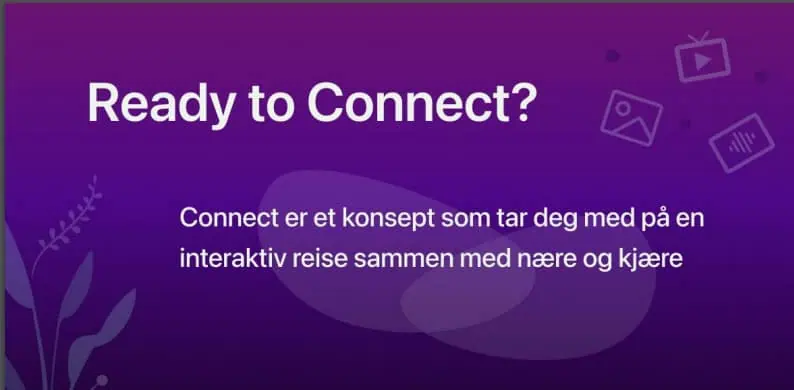 Ready to Connect?
Connect er et konsept som tar deg med på en
interaktiv reise sammen med nære og kjære